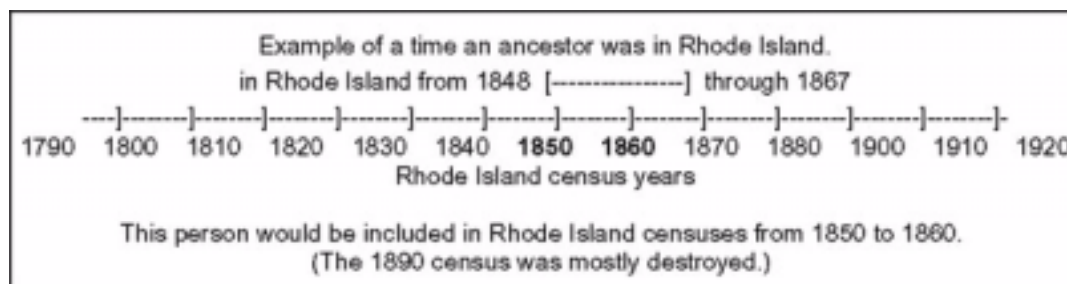 Example of a time an ancestor was in Rhode Island.
in Rhode Island from 1848 [-----------------] through 1867
----]--------]--------]--------]--------]--------]--------]--------]--------]--------]--------]--------]--------]-
1790 1800 1810 1820 1830 1840 1850 1860 1870 1880 1900 1910 1920
Rhode Island census years
This person would be included in Rhode Island censuses from 1850 to 1860.
(The 1890 census was mostly destroyed.)